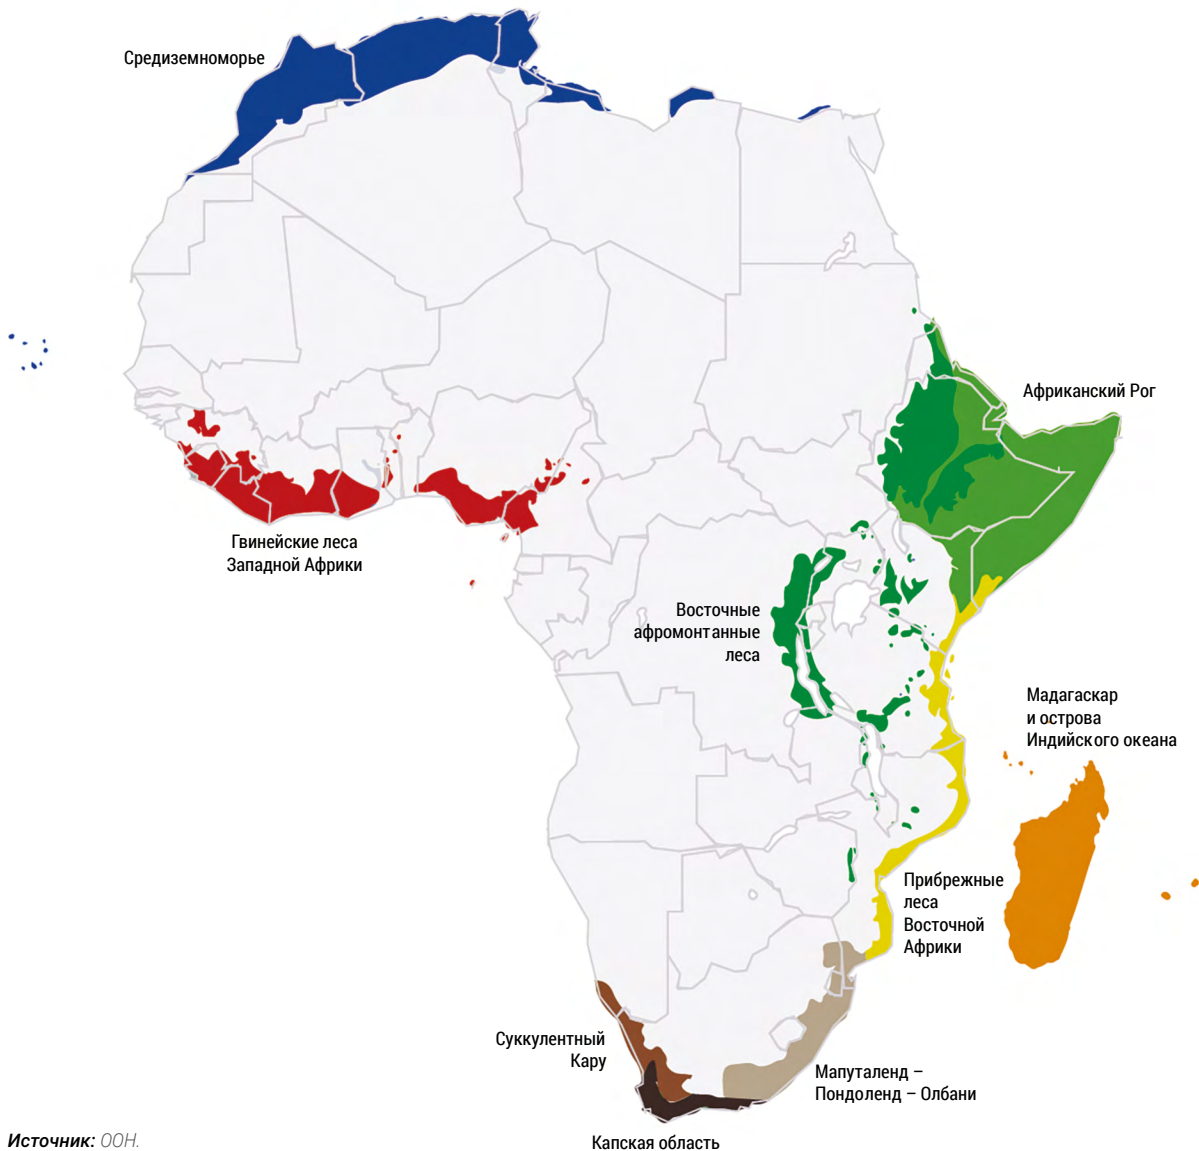 Средиземноморье
Африканский Рог
Гвинейские леса
Западной Африки
Восточные
афромонтанные
леса
Мадагаскар
и острова
Индийского океана
Прибрежные
леса
Восточной
Африки
Суккулентный
Кару
Мапуталенд –
Пондоленд – Олбани
Источник: ООН.
Капская область